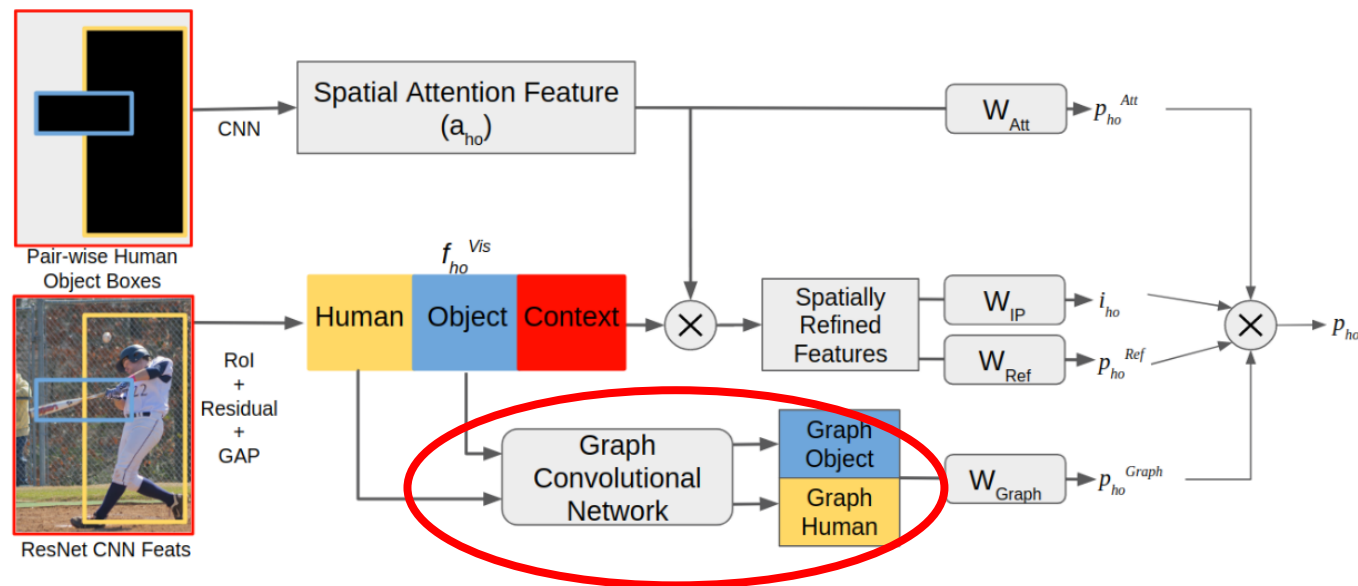 Spatial Attention Feature
(a_ho)
CNN
W_Att
p_ho^Att
Pair-wise Human
Object Boxes
f_ho^Vis
Human
Object
Context
RoI
+
Residual
+
GAP
×
Spatially
Refined
Features
W_IP
i_ho
W_Ref
p_ho^Ref
×
p_ho
Graph
Convolutional
Network
Graph
Object
Graph
Human
W_Graph
p_ho^Graph
22
ResNet CNN Feats